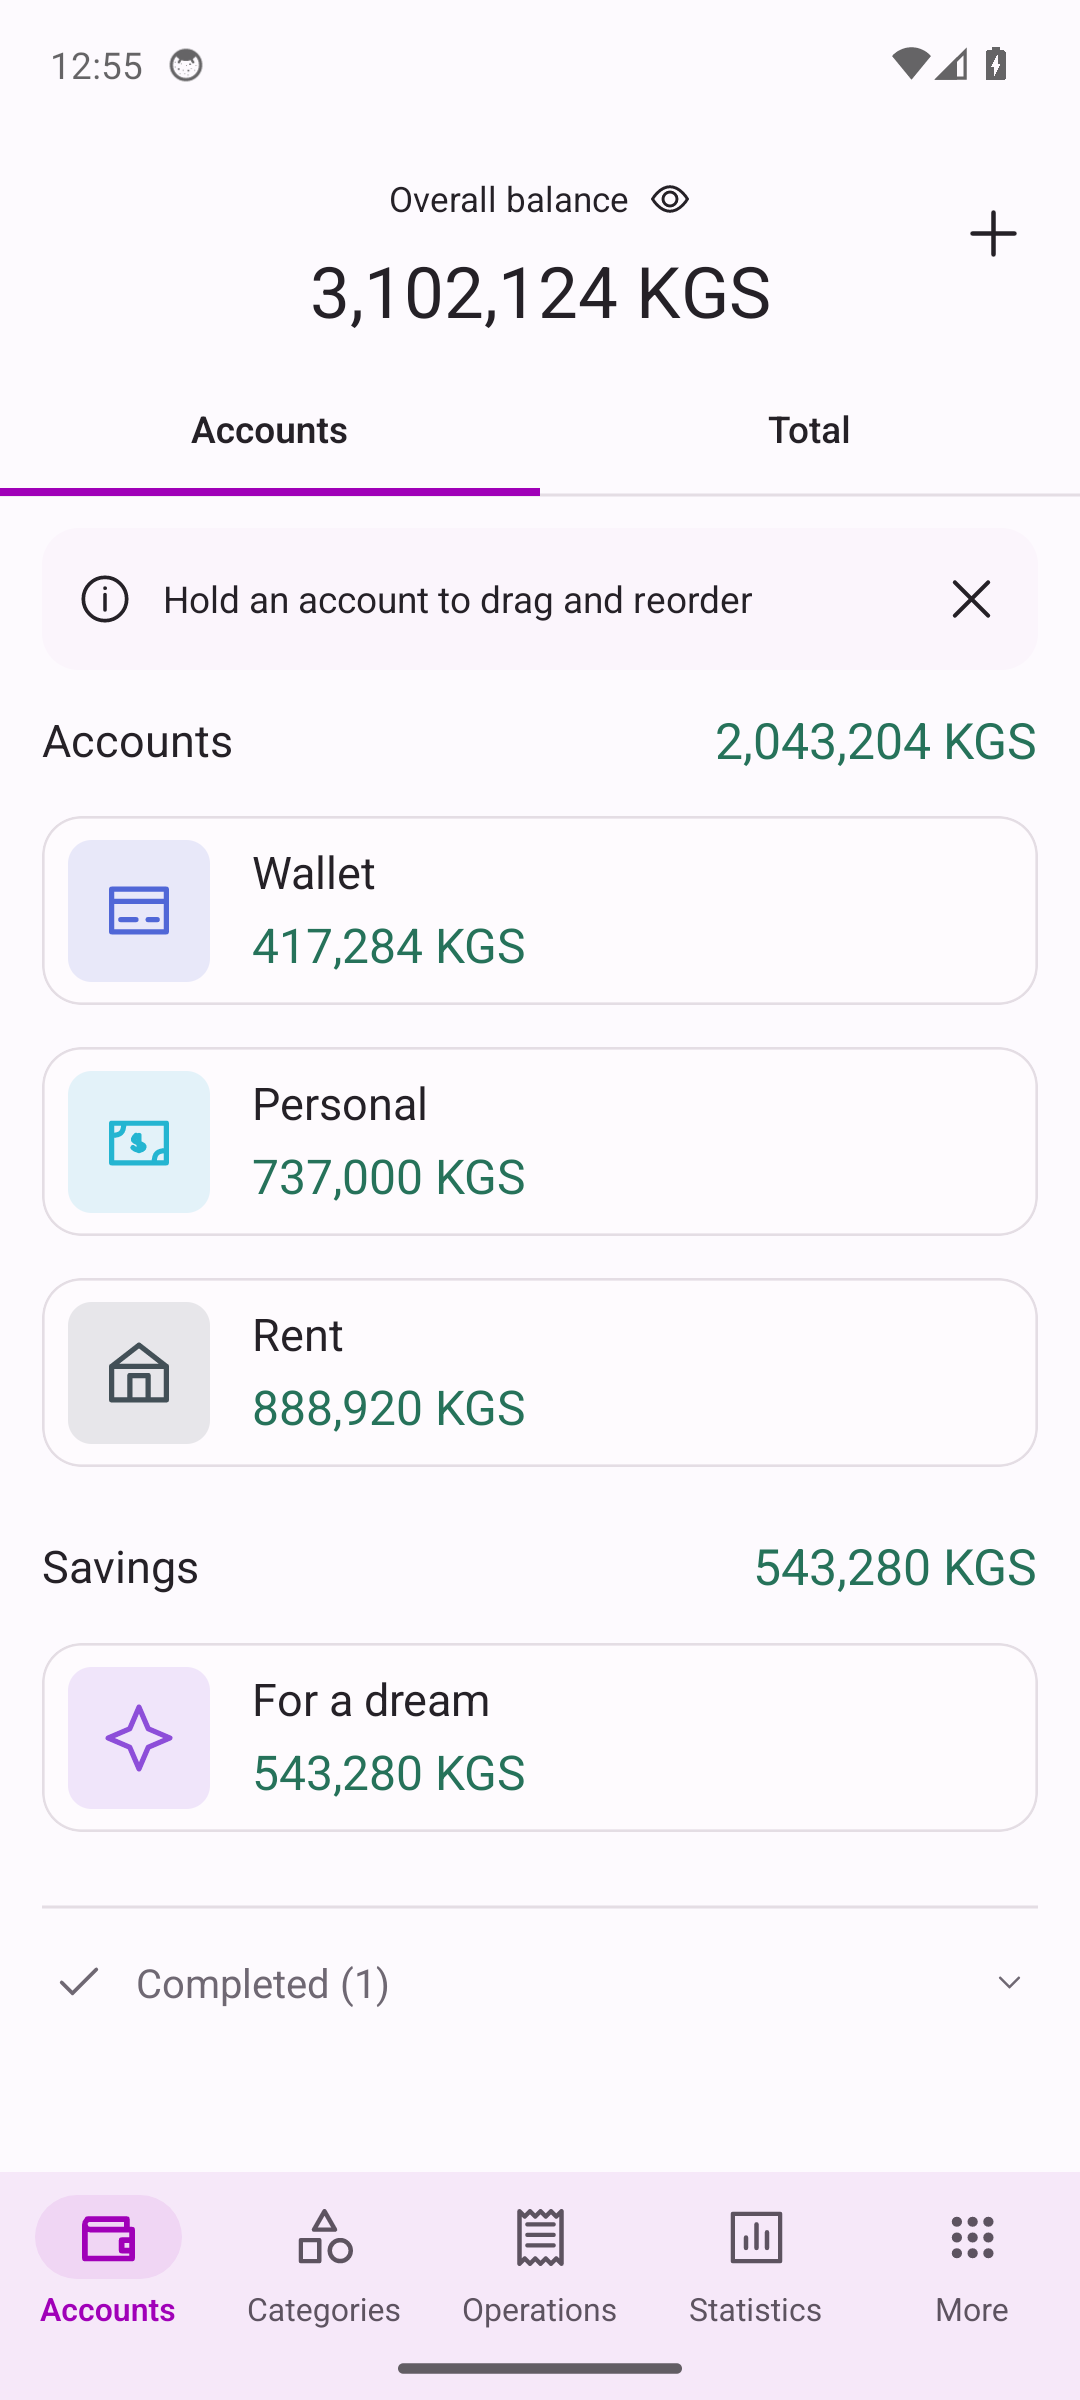 12:55
Overall balance
3,102,124 KGS
Accounts
Total
Hold an account to drag and reorder
Accounts
2,043,204 KGS
Wallet
417,284 KGS
Personal
737,000 KGS
Rent
888,920 KGS
Savings
543,280 KGS
For a dream
543,280 KGS
Completed (1)
Accounts
Categories
Operations
Statistics
More